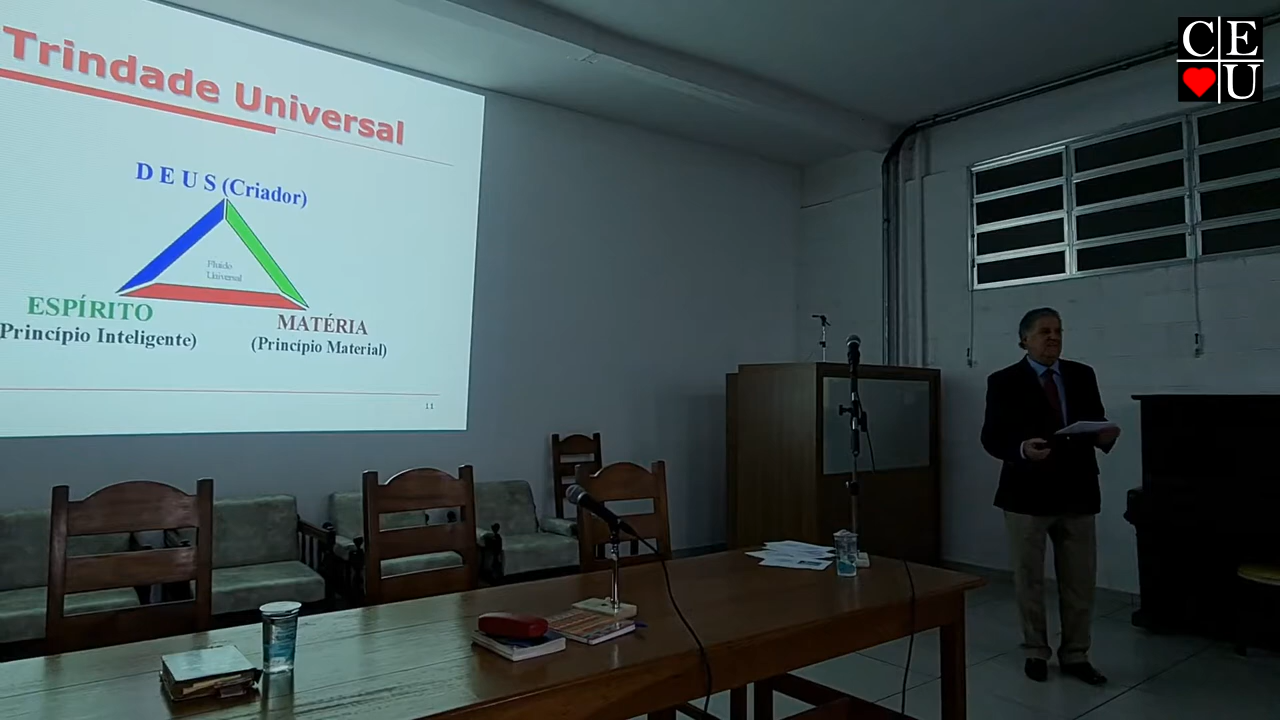 Trindade Universal
D E U S (Criador)
Fluido
Universal
ESPÍRITO
Princípio Inteligente)
MATÉRIA
(Princípio Material)
11
CE
U